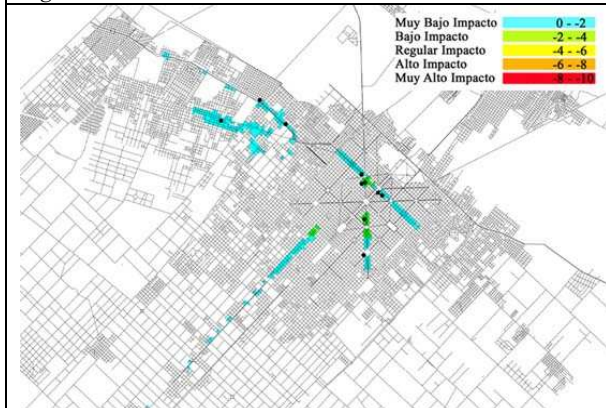 Muy Bajo Impacto 0 - -2
Bajo Impacto -2 - -4
Regular Impacto -4 - -6
Alto Impacto -6 - -8
Muy Alto Impacto -8 - -10